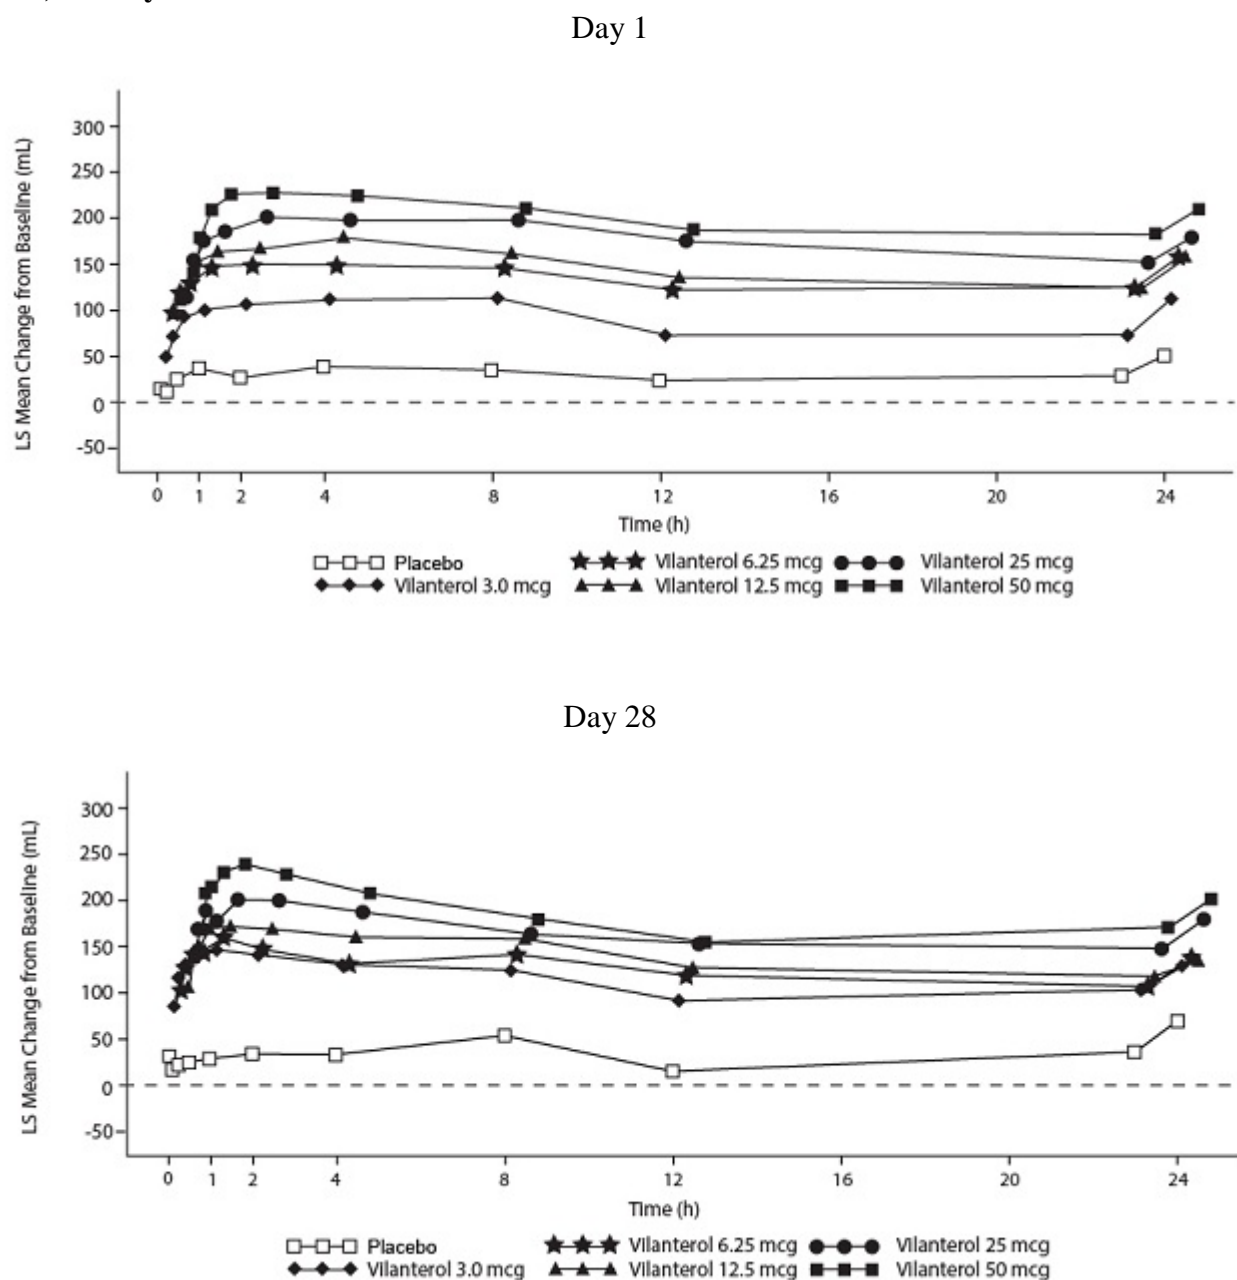 Day 1
LS Mean Change from Baseline (mL)
300
250
200
150
100
50
0
-50
0 1 2 4 8 12 16 20 24
Time (h)
Placebo Vilanterol 6.25 mcg Vilanterol 25 mcg
Vilanterol 3.0 mcg Vilanterol 12.5 mcg Vilanterol 50 mcg
Day 28
LS Mean Change from Baseline (mL)
300
250
200
150
100
50
0
-50
0 1 2 4 8 12 16 20 24
Time (h)
Placebo Vilanterol 6.25 mcg Vilanterol 25 mcg
Vilanterol 3.0 mcg Vilanterol 12.5 mcg Vilanterol 50 mcg